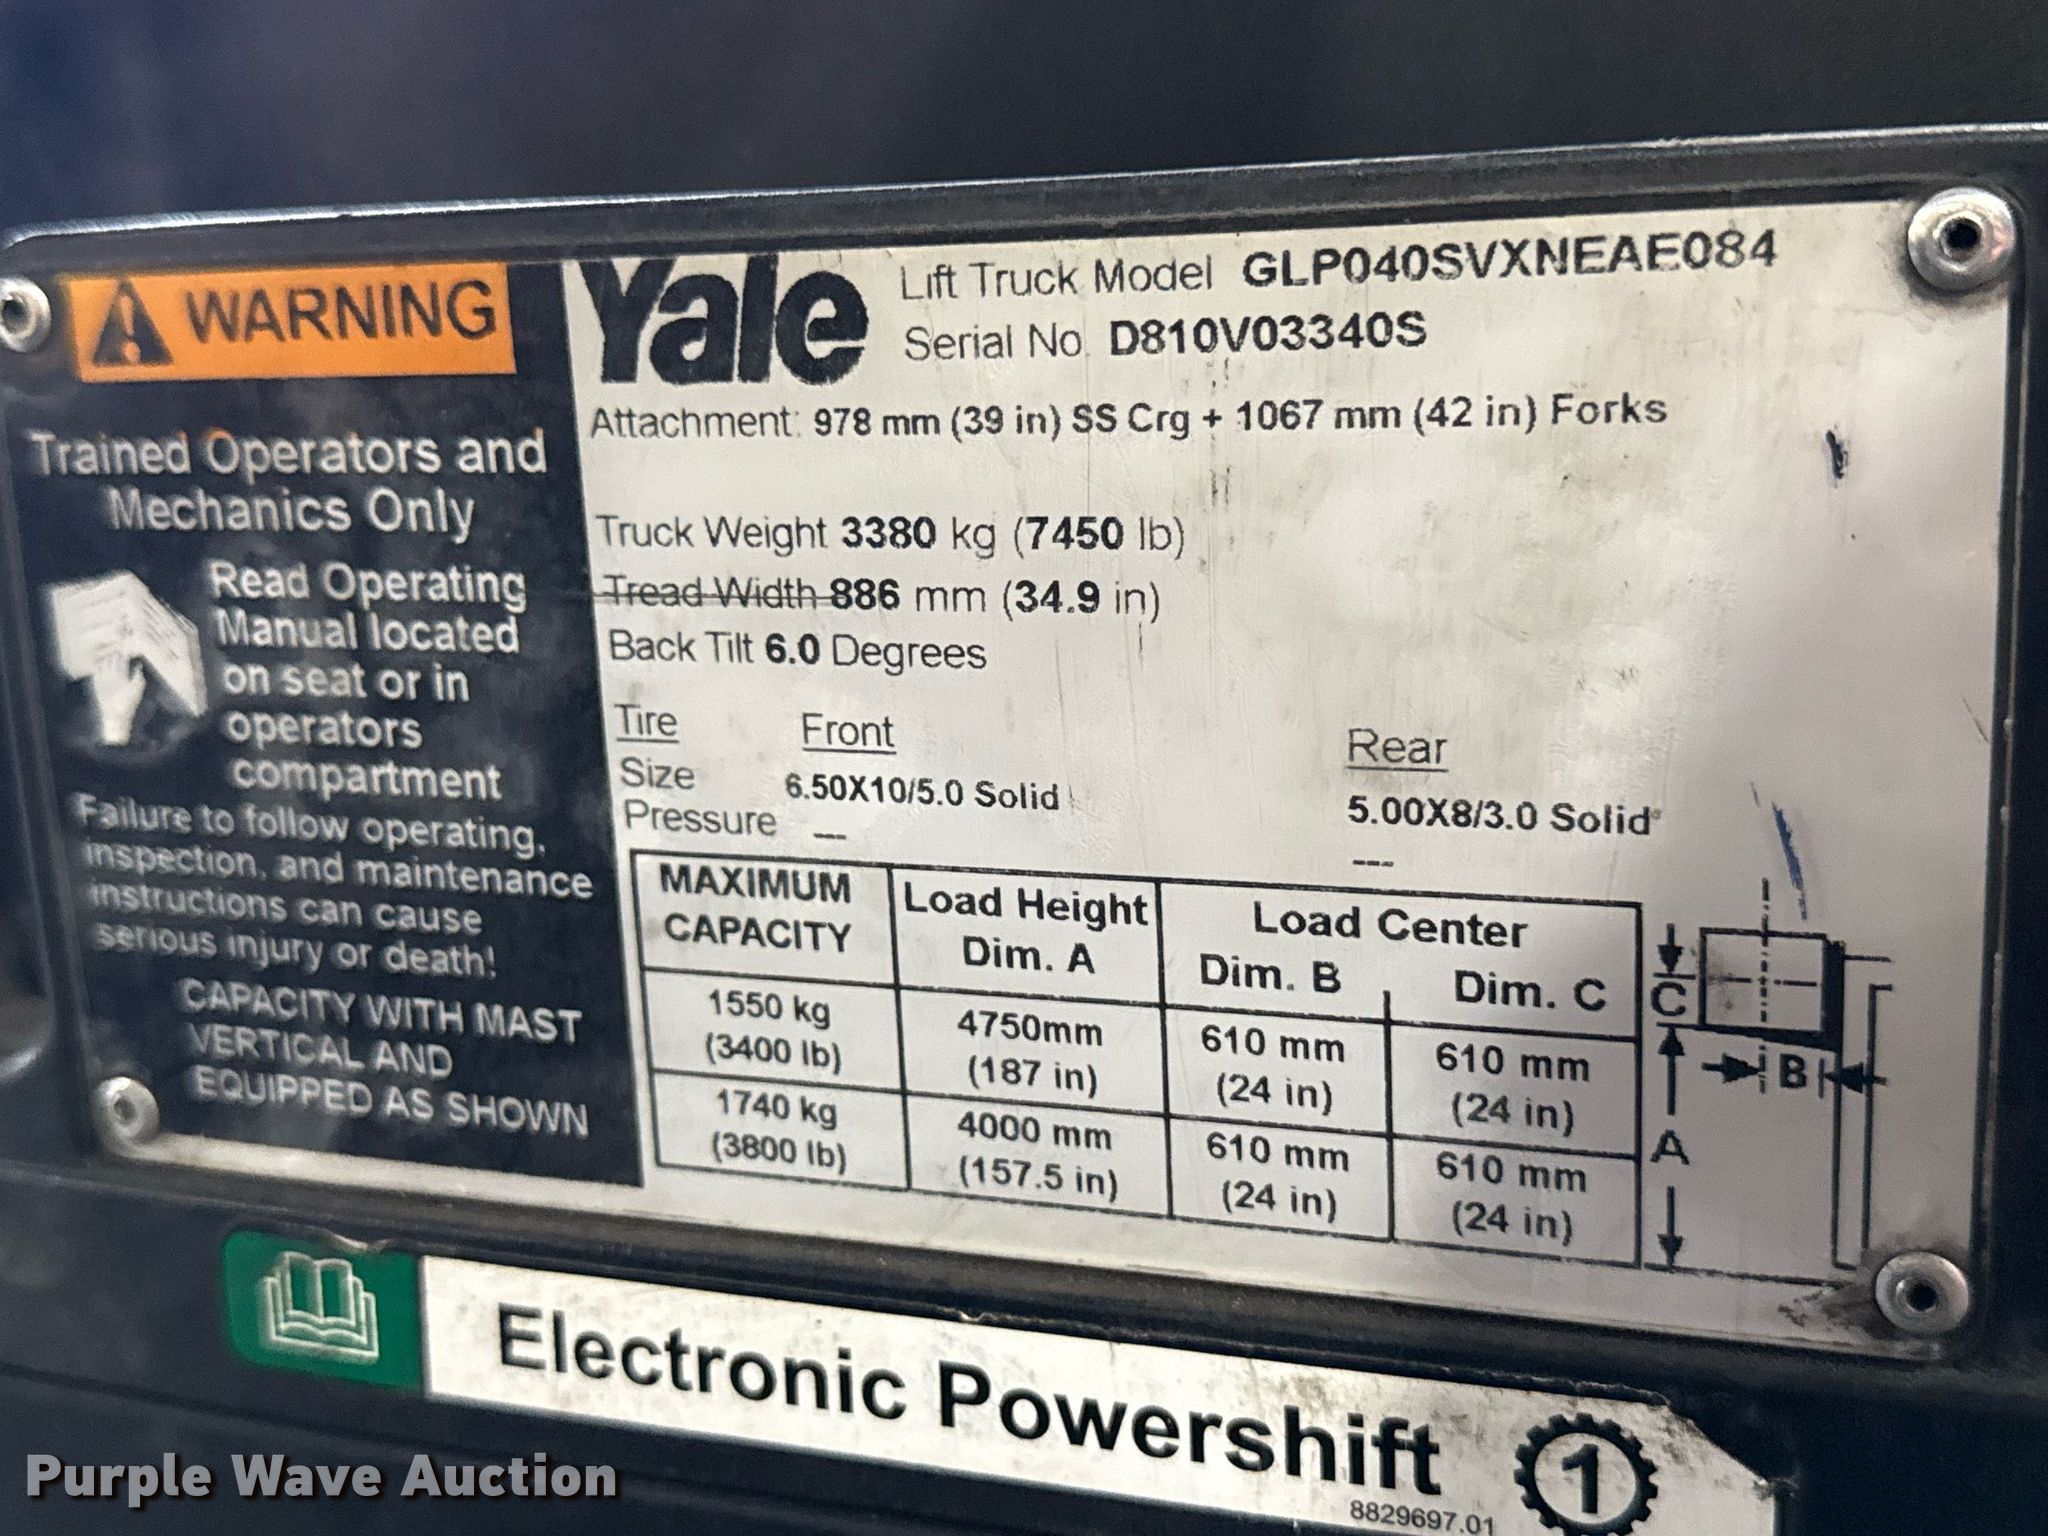 WARNING
Trained Operators and
Mechanics Only
Read Operating
Manual located
on seat or in
operators
compartment
Failure to follow operating,
inspection, and maintenance
instructions can cause
serious injury or death!
CAPACITY WITH MAST
VERTICAL AND
EQUIPPED AS SHOWN
Yale
Lift Truck Model GLP040SVXNEAE084
Serial No. D810V03340S
Attachment: 978 mm (39 in) SS Crg + 1067 mm (42 in) Forks
Truck Weight 3380 kg (7450 lb)
Tread Width 886 mm (34.9 in)
Back Tilt 6.0 Degrees
Tire Front Rear
Size 6.50X10/5.0 Solid 5.00X8/3.0 Solid
Pressure --- ---
MAXIMUM CAPACITY Load Height Dim. A Load Center Dim. B Dim. C
1550 kg 4750mm 610 mm 610 mm
(3400 lb) (187 in) (24 in) (24 in)
1740 kg 4000 mm 610 mm 610 mm
(3800 lb) (157.5 in) (24 in) (24 in)
C
B
A
Electronic Powershift
1
8829697.01
Purple Wave Auction